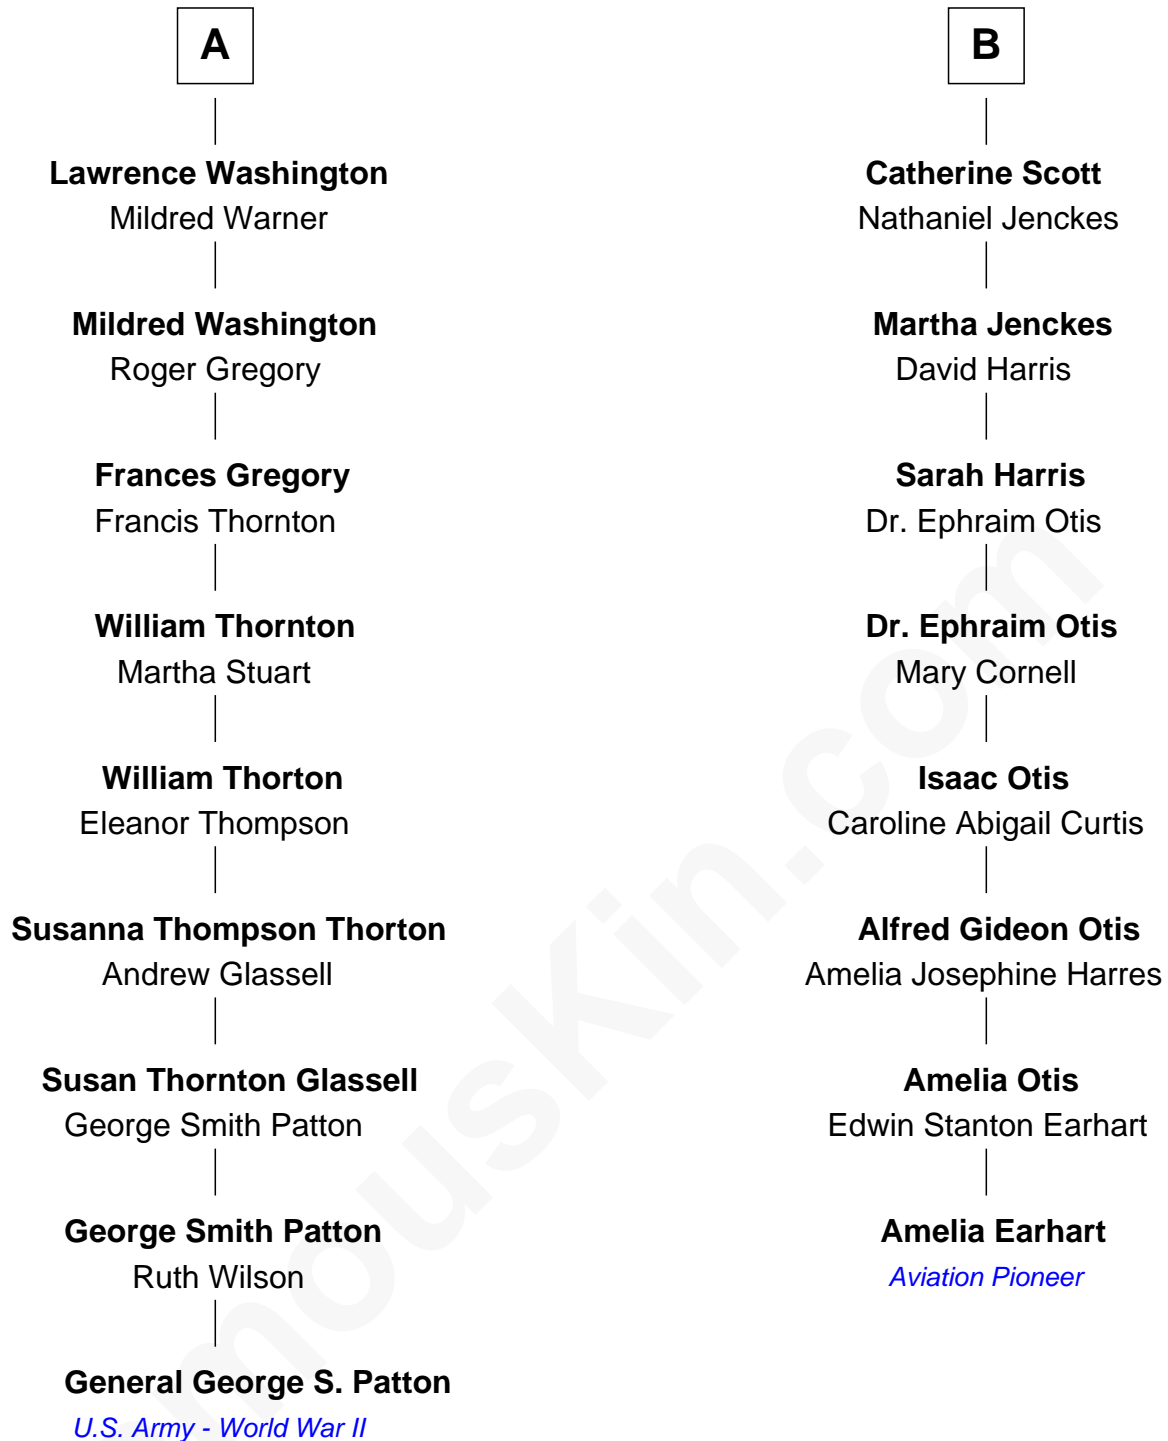 A
Lawrence Washington
Mildred Warner
Mildred Washington
Roger Gregory
Frances Gregory
Francis Thornton
William Thornton
Martha Stuart
William Thorton
Eleanor Thompson
Susanna Thompson Thorton
Andrew Glassell
Susan Thornton Glassell
George Smith Patton
George Smith Patton
Ruth Wilson
General George S. Patton
U.S. Army - World War II
B
Catherine Scott
Nathaniel Jenckes
Martha Jenckes
David Harris
Sarah Harris
Dr. Ephraim Otis
Dr. Ephraim Otis
Mary Cornell
Isaac Otis
Caroline Abigail Curtis
Alfred Gideon Otis
Amelia Josephine Harres
Amelia Otis
Edwin Stanton Earhart
Amelia Earhart
Aviation Pioneer
mousKin.com